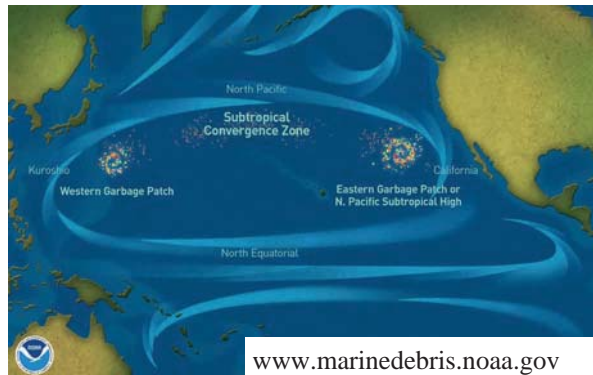 North Pacific
Subtropical
Convergence Zone
Kuroshio
California
Western Garbage Patch
Eastern Garbage Patch or
N. Pacific Subtropical High
North Equatorial
NOAA
www.marinedebris.noaa.gov